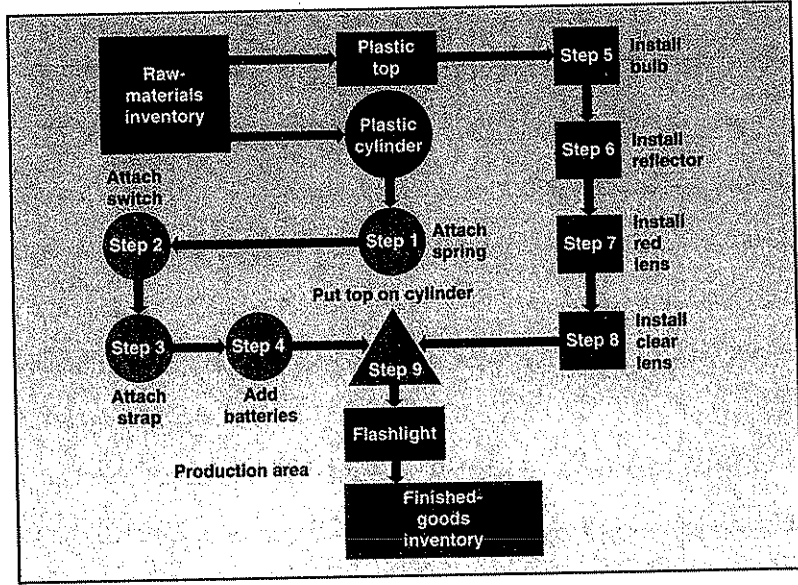 Raw-
materials
inventory
Plastic
top
Step 5
Install
bulb
Plastic
cylinder
Step 6
Install
reflector
Attach
switch
Step 2
Step 1
Attach
spring
Step 7
Install
red
lens
Put top on cylinder
Step 3
Step 4
Step 9
Step 8
Install
clear
lens
Attach
strap
Add
batteries
Flashlight
Production area
Finished-
goods
inventory